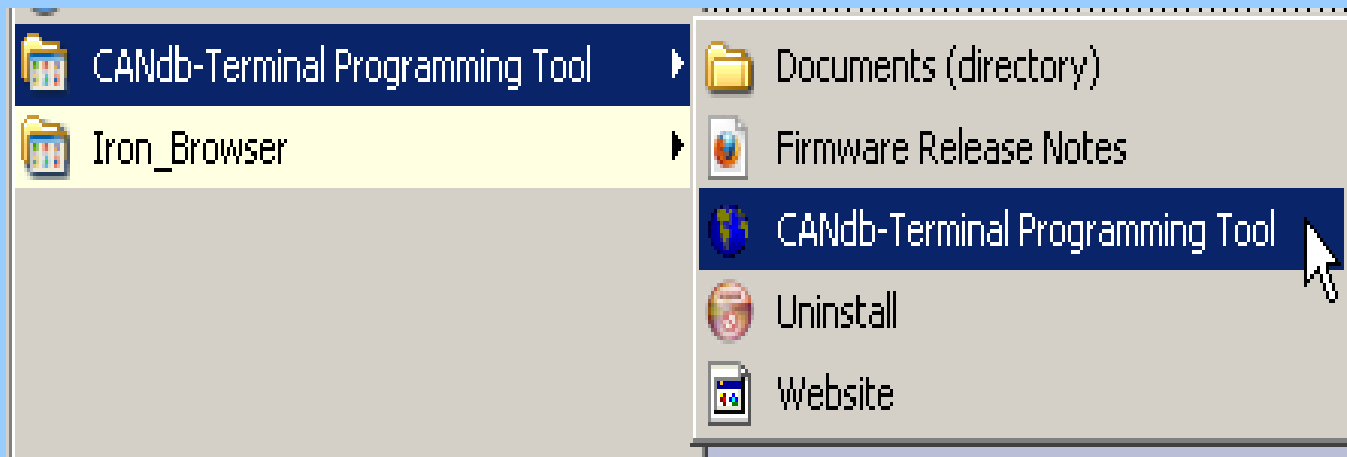 CANdb-Terminal Programming Tool
Iron_Browser
Documents (directory)
Firmware Release Notes
CANdb-Terminal Programming Tool
Uninstall
Website